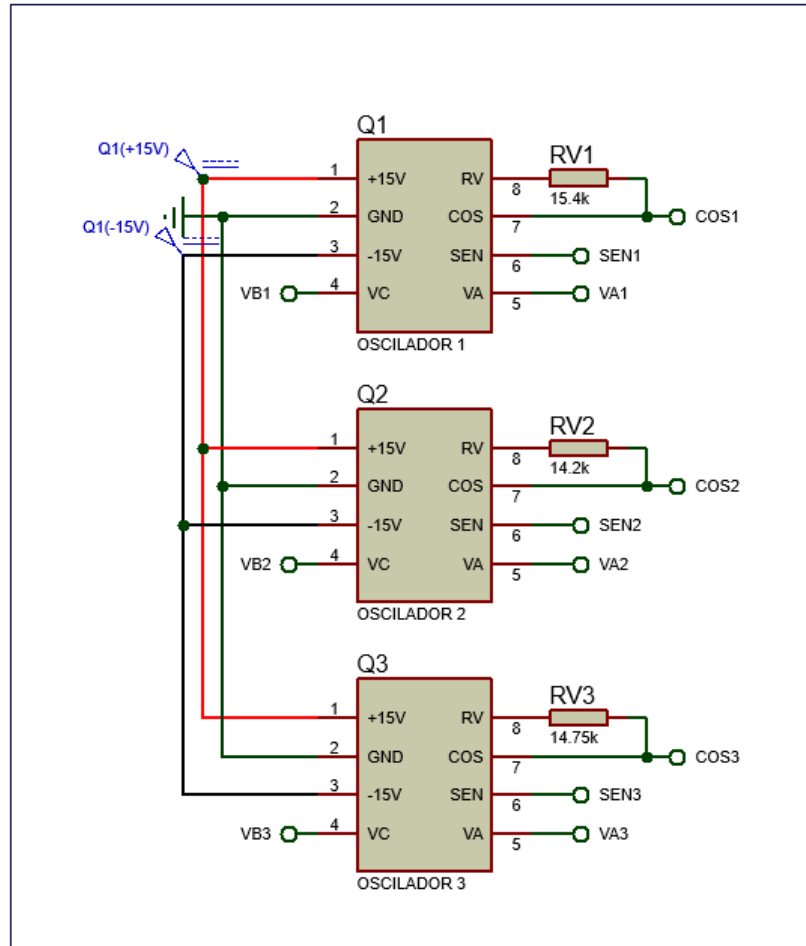 Q1
Q1(+15V)
RV1
1 +15V RV 8 15.4k
2 GND COS 7 COS1
Q1(-15V)
3 -15V SEN 6 SEN1
VB1 4 VC VA 5 VA1
OSCILADOR 1
Q2
RV2
1 +15V RV 8 14.2k
2 GND COS 7 COS2
3 -15V SEN 6 SEN2
VB2 4 VC VA 5 VA2
OSCILADOR 2
Q3
RV3
1 +15V RV 8 14.75k
2 GND COS 7 COS3
3 -15V SEN 6 SEN3
VB3 4 VC VA 5 VA3
OSCILADOR 3